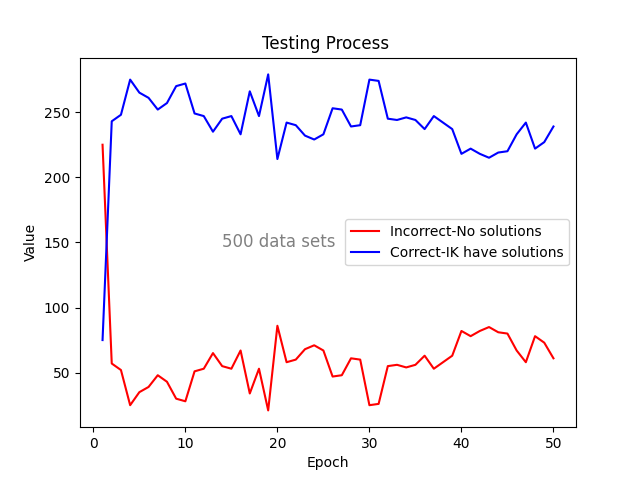 Testing Process
Value
250
200
150
100
50
500 data sets
Incorrect-No solutions
Correct-IK have solutions
0
10
20
30
40
50
Epoch